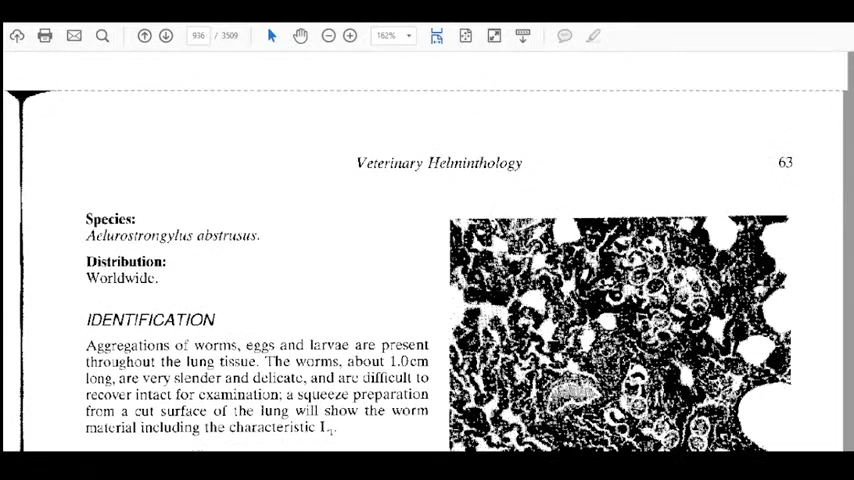 936 / 3509
162%
Veterinary Helminthology
63
Species:
Aelurostrongylus abstrusus.
Distribution:
Worldwide.
IDENTIFICATION
Aggregations of worms, eggs and larvae are present
throughout the lung tissue. The worms, about 1.0cm
long, are very slender and delicate, and are difficult to
recover intact for examination; a squeeze preparation
from a cut surface of the lung will show the worm
material including the characteristic L₁.